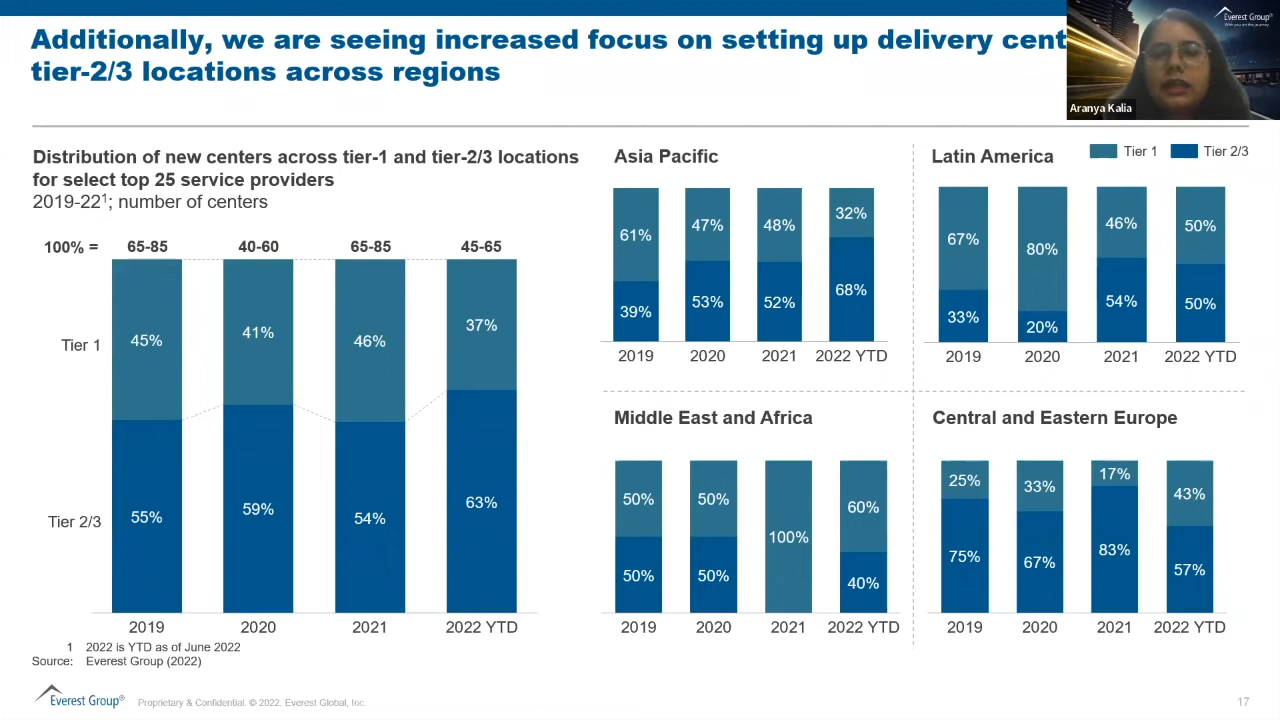 Additionally, we are seeing increased focus on setting up delivery cent
tier-2/3 locations across regions
Everest Group®
Aranya Kalia
Distribution of new centers across tier-1 and tier-2/3 locations
for select top 25 service providers
2019-22¹; number of centers
100% = 65-85 40-60 65-85 45-65
Tier 1 45% 41% 46% 37%
Tier 2/3 55% 59% 54% 63%
2019 2020 2021 2022 YTD
Asia Pacific
61% 47% 48% 32%
39% 53% 52% 68%
2019 2020 2021 2022 YTD
Latin America
Tier 1 Tier 2/3
67% 80% 46% 50%
33% 20% 54% 50%
2019 2020 2021 2022 YTD
Middle East and Africa
50% 50% 100% 60%
50% 50% 40%
2019 2020 2021 2022 YTD
Central and Eastern Europe
25% 33% 17% 43%
75% 67% 83% 57%
2019 2020 2021 2022 YTD
1 2022 is YTD as of June 2022
Source: Everest Group (2022)
Everest Group® Proprietary & Confidential. © 2022, Everest Global, Inc. 17